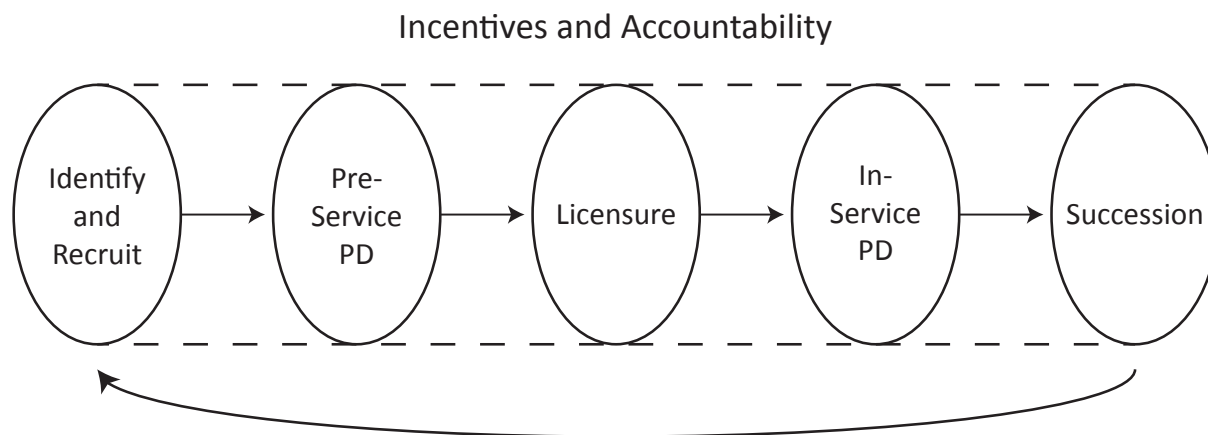 Incentives and Accountability
Identify
and
Recruit
Pre-
Service
PD
Licensure
In-
Service
PD
Succession